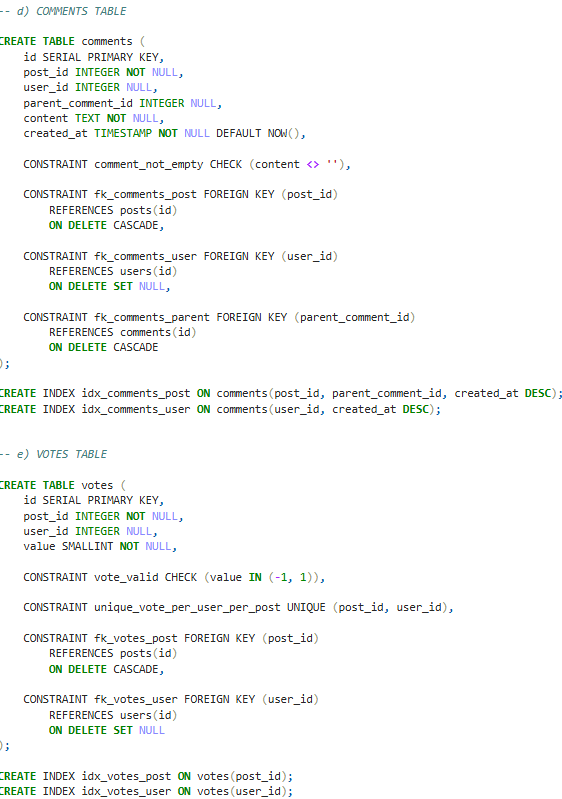 -- d) COMMENTS TABLE
CREATE TABLE comments (
id SERIAL PRIMARY KEY,
post_id INTEGER NOT NULL,
user_id INTEGER NULL,
parent_comment_id INTEGER NULL,
content TEXT NOT NULL,
created_at TIMESTAMP NOT NULL DEFAULT NOW(),
CONSTRAINT comment_not_empty CHECK (content <> ''),
CONSTRAINT fk_comments_post FOREIGN KEY (post_id)
REFERENCES posts(id)
ON DELETE CASCADE,
CONSTRAINT fk_comments_user FOREIGN KEY (user_id)
REFERENCES users(id)
ON DELETE SET NULL,
CONSTRAINT fk_comments_parent FOREIGN KEY (parent_comment_id)
REFERENCES comments(id)
ON DELETE CASCADE
);
CREATE INDEX idx_comments_post ON comments(post_id, parent_comment_id, created_at DESC);
CREATE INDEX idx_comments_user ON comments(user_id, created_at DESC);
-- e) VOTES TABLE
CREATE TABLE votes (
id SERIAL PRIMARY KEY,
post_id INTEGER NOT NULL,
user_id INTEGER NULL,
value SMALLINT NOT NULL,
CONSTRAINT vote_valid CHECK (value IN (-1, 1)),
CONSTRAINT unique_vote_per_user_per_post UNIQUE (post_id, user_id),
CONSTRAINT fk_votes_post FOREIGN KEY (post_id)
REFERENCES posts(id)
ON DELETE CASCADE,
CONSTRAINT fk_votes_user FOREIGN KEY (user_id)
REFERENCES users(id)
ON DELETE SET NULL
);
CREATE INDEX idx_votes_post ON votes(post_id);
CREATE INDEX idx_votes_user ON votes(user_id);